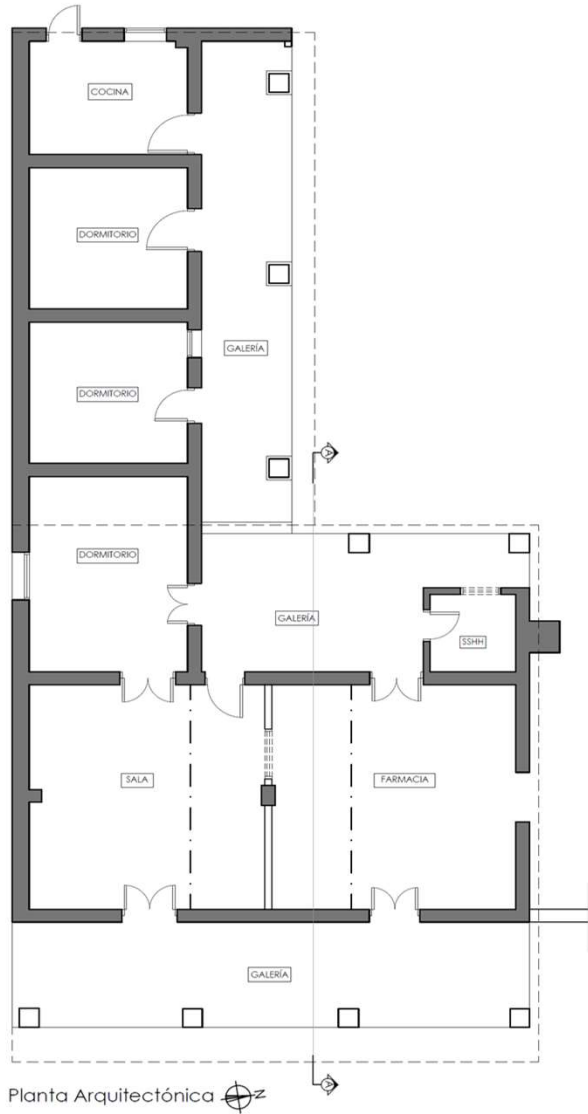 COCINA
DORMITORIO
GALERÍA
DORMITORIO
A
DORMITORIO
GALERÍA
SSHH
SALA
FARMACIA
GALERÍA
A
Planta Arquitectónica
N